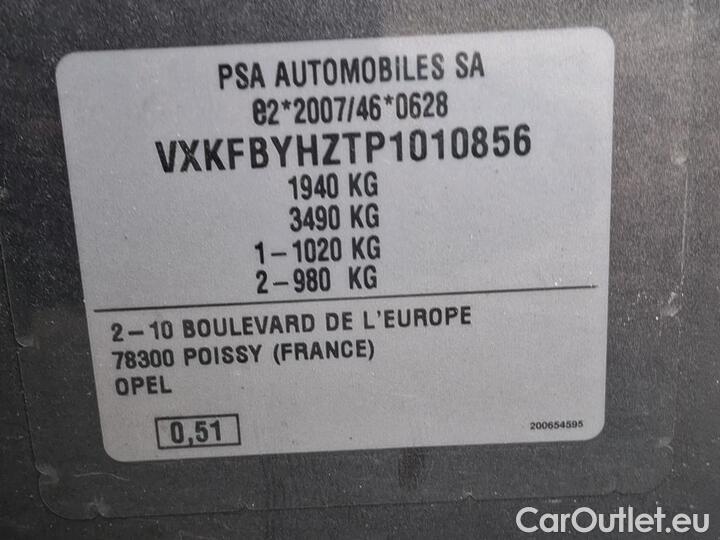 PSA AUTOMOBILES SA
e2*2007/46*0628
VXKFBYHZTP1010856
1940 KG
3490 KG
1-1020 KG
2-980 KG
2-10 BOULEVARD DE L'EUROPE
78300 POISSY (FRANCE)
OPEL
0,51
200654595
CarOutlet.eu